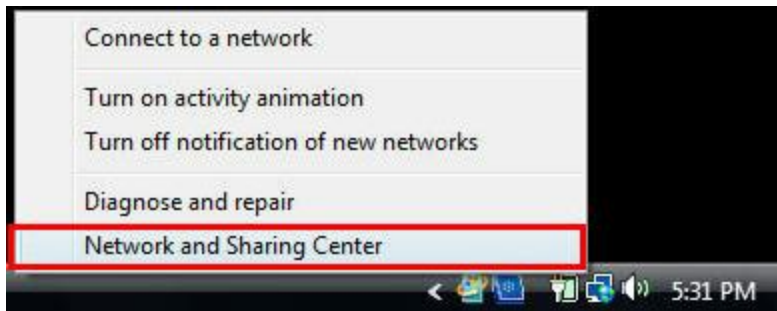 Connect to a network
Turn on activity animation
Turn off notification of new networks
Diagnose and repair
Network and Sharing Center
< 5:31 PM